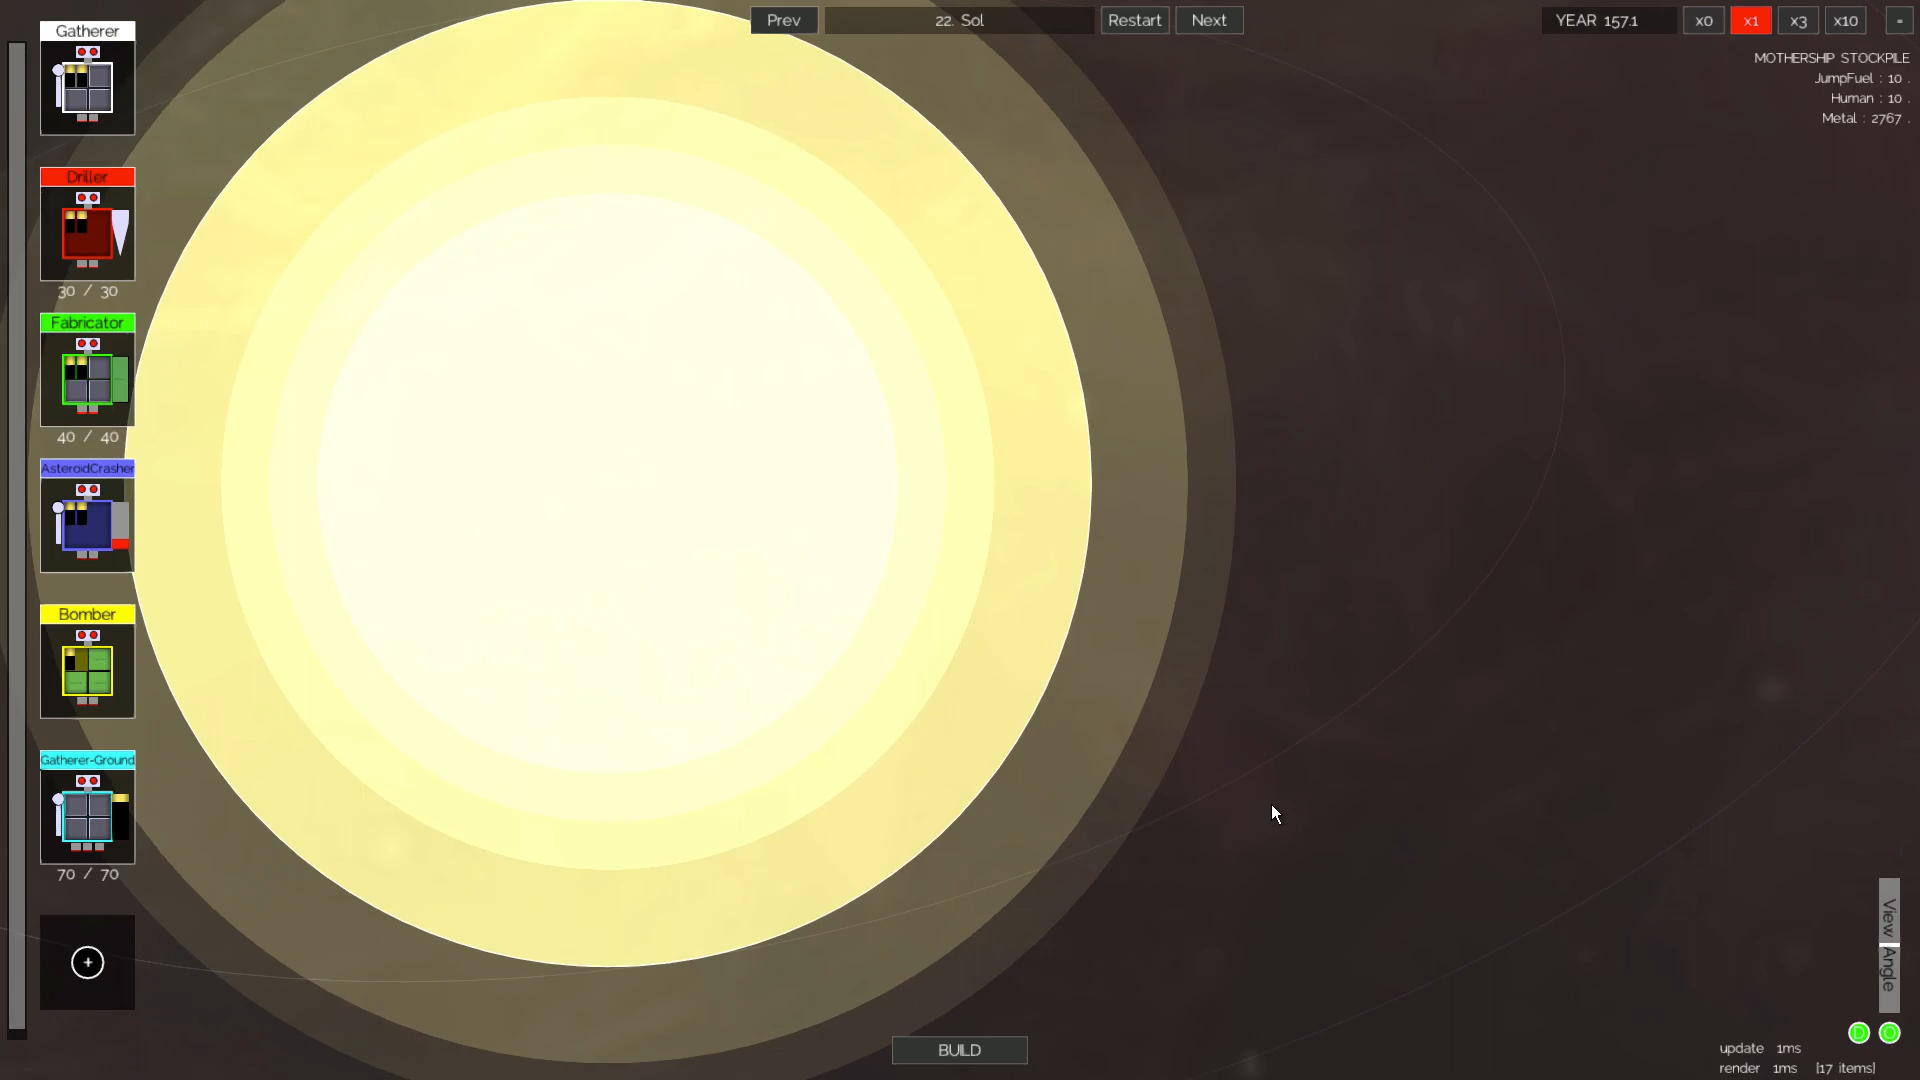 Gatherer
Driller
30 / 30
Fabricator
40 / 40
AsteroidCrasher
Bomber
Gatherer-Ground
70 / 70
+
Prev
22. Sol
Restart
Next
YEAR 157.1
x0
x1
x3
x10
-
MOTHERSHIP STOCKPILE
JumpFuel : 10 .
Human : 10 .
Metal : 2767 .
BUILD
View Angle
D
O
update 1ms
render 1ms [17 items]